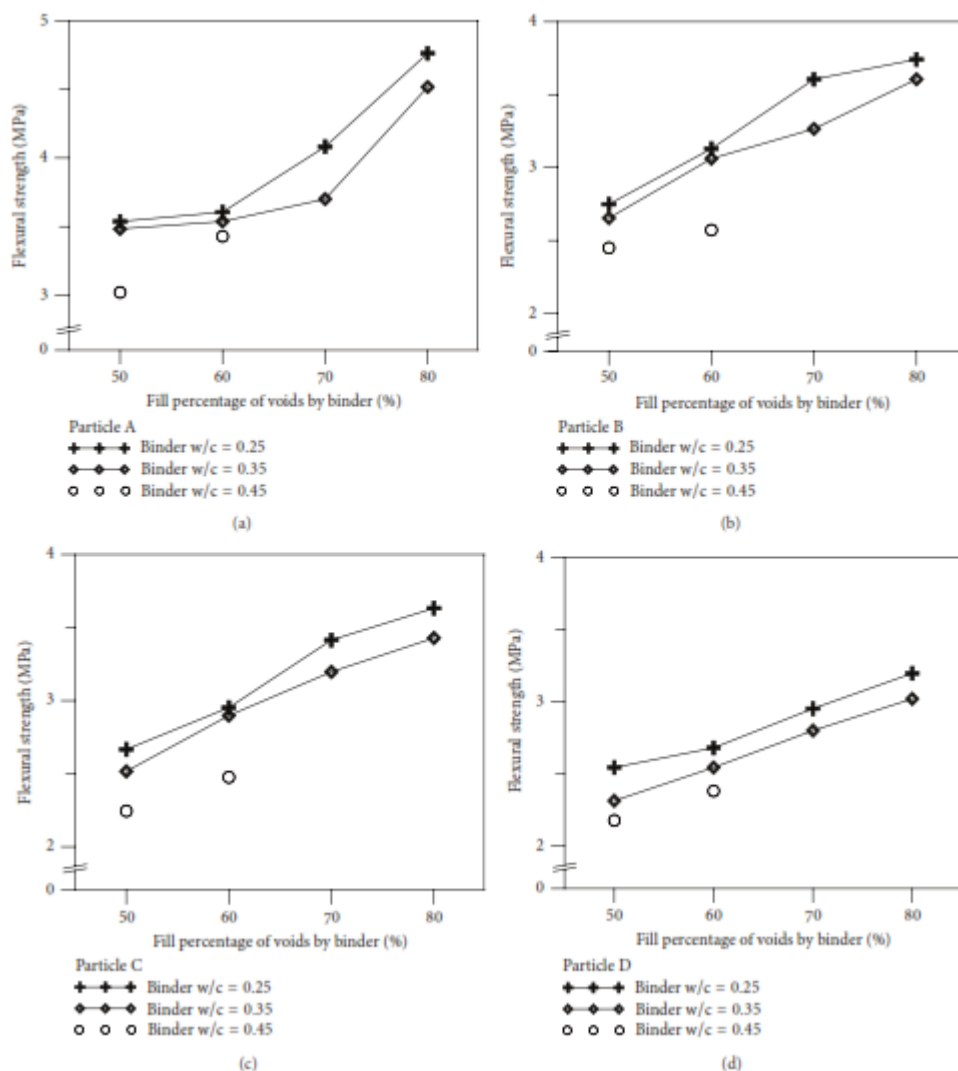 5
4
3
0
Flexural strength (MPa)
50 60 70 80
Fill percentage of voids by binder (%)
Particle A
Binder w/c = 0.25
Binder w/c = 0.35
Binder w/c = 0.45
(a)
4
3
2
0
Flexural strength (MPa)
50 60 70 80
Fill percentage of voids by binder (%)
Particle B
Binder w/c = 0.25
Binder w/c = 0.35
Binder w/c = 0.45
(b)
4
3
2
0
Flexural strength (MPa)
50 60 70 80
Fill percentage of voids by binder (%)
Particle C
Binder w/c = 0.25
Binder w/c = 0.35
Binder w/c = 0.45
(c)
4
3
2
0
Flexural strength (MPa)
50 60 70 80
Fill percentage of voids by binder (%)
Particle D
Binder w/c = 0.25
Binder w/c = 0.35
Binder w/c = 0.45
(d)